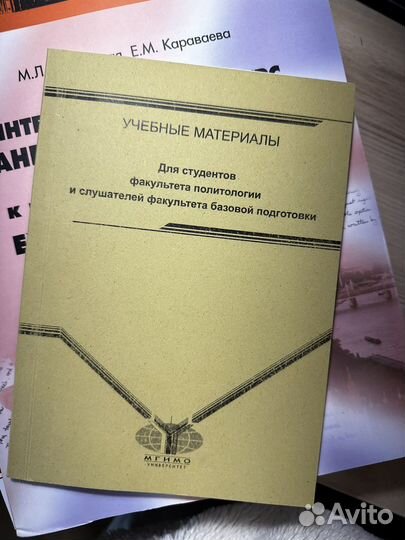 М.Л.
Е.М. Караваева
УЧЕБНЫЕ МАТЕРИАЛЫ
Для студентов
факультета политологии
и слушателей факультета базовой подготовки
МГИМО
УНИВЕРСИТЕТ
Avito